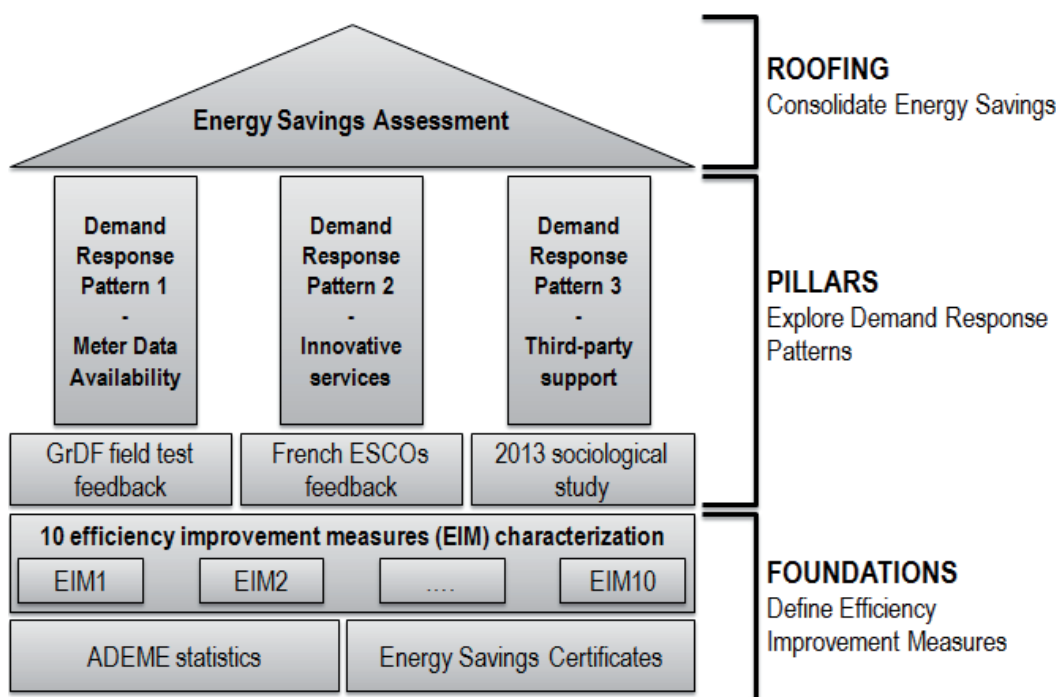 Energy Savings Assessment
ROOFING
Consolidate Energy Savings
Demand
Response
Pattern 1
-
Meter Data
Availability
Demand
Response
Pattern 2
-
Innovative
services
Demand
Response
Pattern 3
-
Third-party
support
PILLARS
Explore Demand Response
Patterns
GrDF field test
feedback
French ESCOs
feedback
2013 sociological
study
10 efficiency improvement measures (EIM) characterization
EIM1
EIM2
....
EIM10
FOUNDATIONS
Define Efficiency
Improvement Measures
ADEME statistics
Energy Savings Certificates